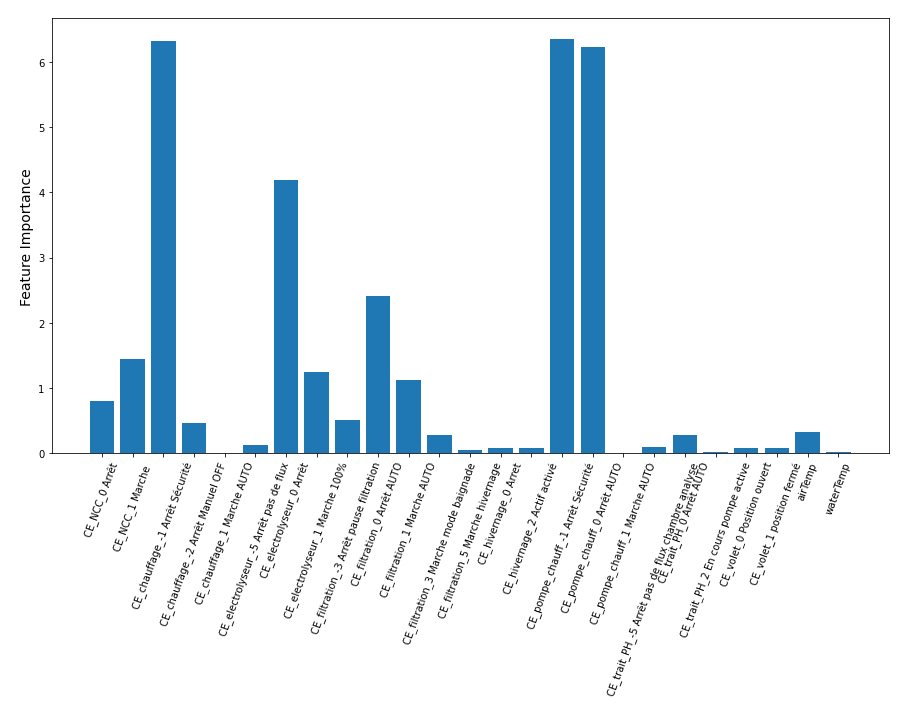 Feature Importance
6
5
4
3
2
1
0
CE_NCC_0 Arrêt
CE_NCC_1 Marche
CE_chauffage_-1 Arrêt Sécurité
CE_chauffage_-2 Arrêt Manuel OFF
CE_chauffage_1 Marche AUTO
CE_electrolyseur_-5 Arrêt pas de flux
CE_electrolyseur_0 Arrêt
CE_electrolyseur_1 Marche 100%
CE_filtration_-3 Arrêt pause filtration
CE_filtration_0 Arrêt AUTO
CE_filtration_1 Marche AUTO
CE_filtration_3 Marche mode baignade
CE_filtration_5 Marche hivernage
CE_hivernage_0 Arret
CE_hivernage_2 Actif activé
CE_pompe_chauff_-1 Arrêt Sécurité
CE_pompe_chauff_0 Arrêt AUTO
CE_pompe_chauff_1 Marche AUTO
CE_trait_PH_-5 Arrêt pas de flux chambre analyse
CE_trait_PH_0 Arrêt AUTO
CE_trait_PH_2 En cours pompe active
CE_volet_0 Position ouvert
CE_volet_1 position fermé
airTemp
waterTemp